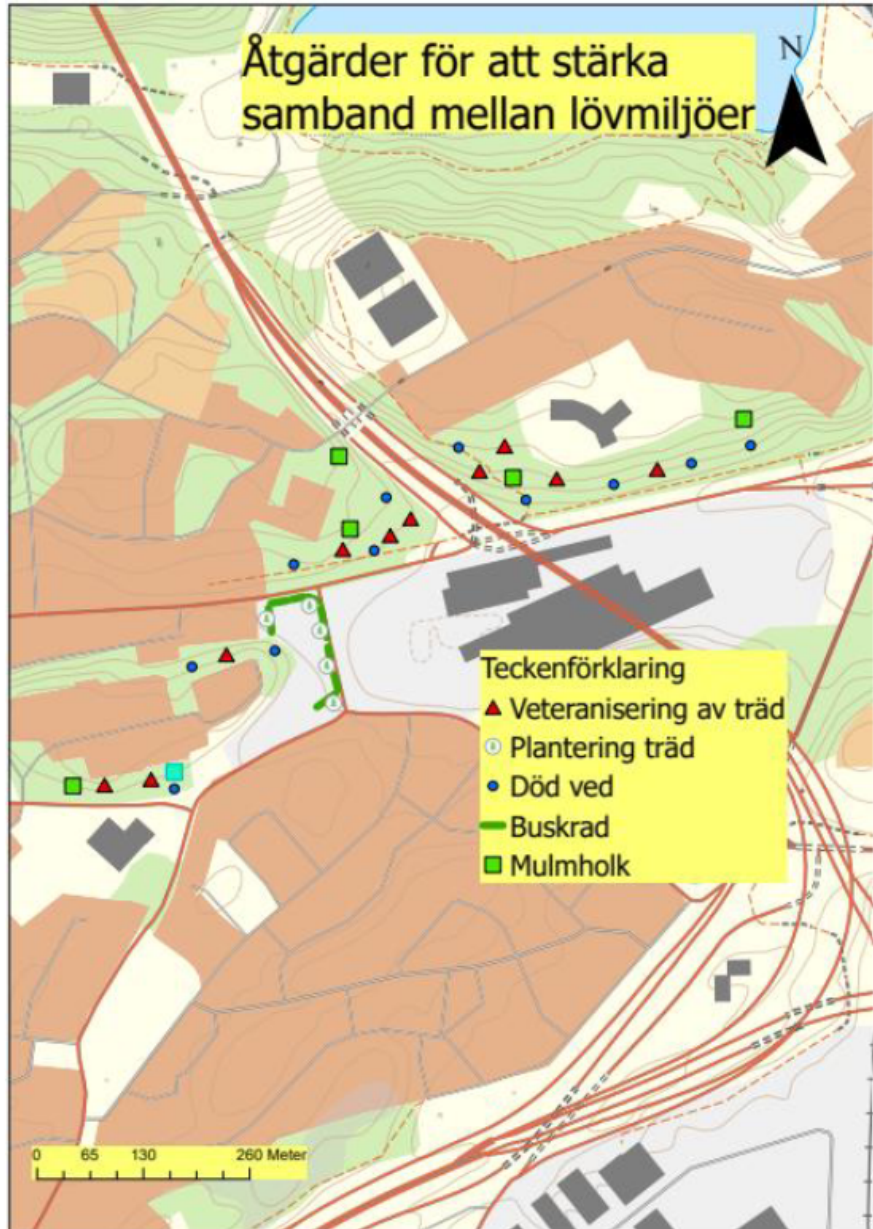 Åtgärder för att stärka
samband mellan lövmiljöer
N
Teckenförklaring
Veteranisering av träd
Plantering träd
Död ved
Buskrad
Mulmholk
0 65 130 260 Meter